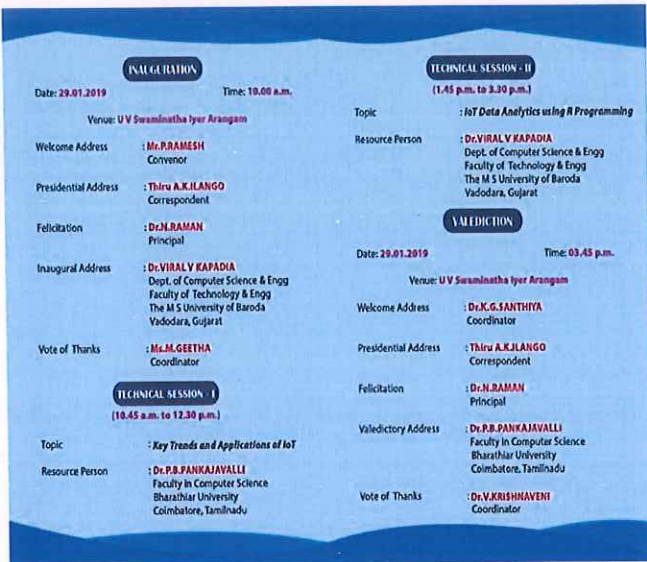 INAUGURATION
Date: 29.01.2019 Time: 10.00 a.m.
Venue: U V Swaminatha Iyer Arangam
Welcome Address : Mr.P.RAMESH
Convenor
Presidential Address : Thiru A.K.ILANGO
Correspondent
Felicitation : Dr.N.RAMAN
Principal
Inaugural Address : Dr.VIRAL V KAPADIA
Dept. of Computer Science & Engg
Faculty of Technology & Engg
The M S University of Baroda
Vadodara, Gujarat
Vote of Thanks : Ms.M.GEETHA
Coordinator
TECHNICAL SESSION - I
(10.45 a.m. to 12.30 p.m.)
Topic : Key Trends and Applications of IoT
Resource Person : Dr.P.B.PANKAJAVALLI
Faculty in Computer Science
Bharathiar University
Coimbatore, Tamilnadu
TECHNICAL SESSION - II
(1.45 p.m. to 3.30 p.m.)
Topic : IoT Data Analytics using R Programming
Resource Person : Dr.VIRAL V KAPADIA
Dept. of Computer Science & Engg
Faculty of Technology & Engg
The M S University of Baroda
Vadodara, Gujarat
VALEDICTION
Date: 29.01.2019 Time: 03.45 p.m.
Venue: U V Swaminatha Iyer Arangam
Welcome Address : Dr.K.G.SANTHIYA
Coordinator
Presidential Address : Thiru A.K.ILANGO
Correspondent
Felicitation : Dr.N.RAMAN
Principal
Valedictory Address : Dr.P.B.PANKAJAVALLI
Faculty in Computer Science
Bharathiar University
Coimbatore, Tamilnadu
Vote of Thanks : Dr.V.KRISHNAVENI
Coordinator